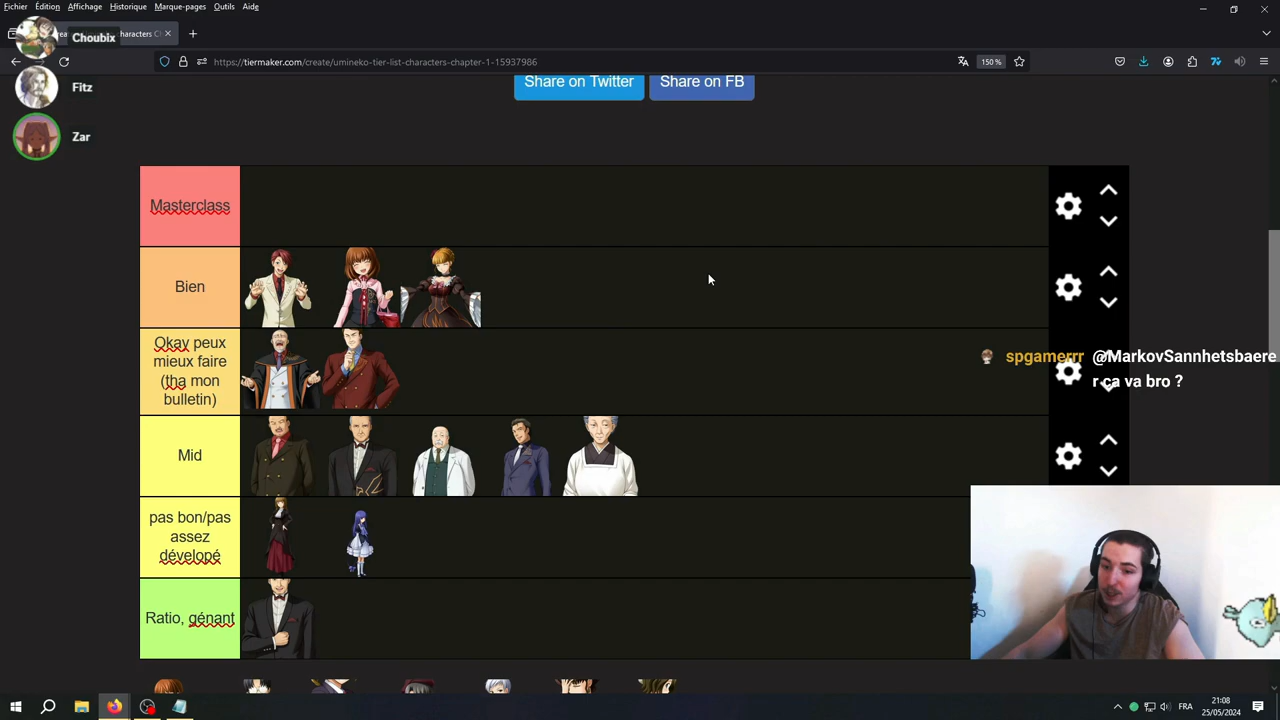 Fichier Édition Affichage Historique Marque-pages Outils Aide
characters C
Choubix
https://tiermaker.com/create/umineko-tier-list-characters-chapter-1-15937986
150 %
Fitz
Share on Twitter
Share on FB
Zar
Masterclass
Bien
Okay peux
mieux faire
(tha mon
bulletin)
spgamerrr @MarkovSannhetsbaere
r ça va bro ?
Mid
pas bon/pas
assez
dévelopé
Ratio, génant
FRA
21:08
25/05/2024